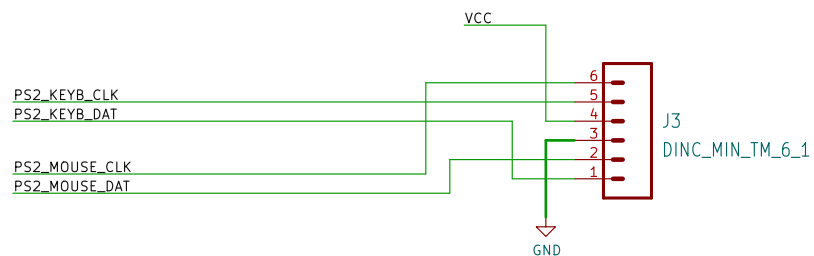 VCC
6
PS2_KEYB_CLK
5
PS2_KEYB_DAT
4
J3
3
DINC_MIN_TM_6_1
2
PS2_MOUSE_CLK
1
PS2_MOUSE_DAT
GND